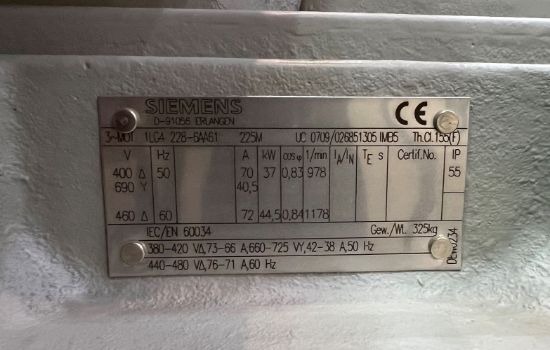 SIEMENS
D-91056 ERLANGEN
CE
3~MOT 1LG4 228-6AA61 225M UC 0709/026851305 IMB5 Th.Cl.155(F)
V Hz A kW cosφ 1/min IA/IN TE s Certif.No. IP
400 Δ 50 70 37 0,83 978 55
690 Y 40,5
460 Δ 60 72 44,5 0,84 1178
IEC/EN 60034 Gew./Wt. 325kg
380-420 VΔ,73-66 A,660-725 VY,42-38 A,50 Hz
440-480 VΔ,76-71 A,60 Hz